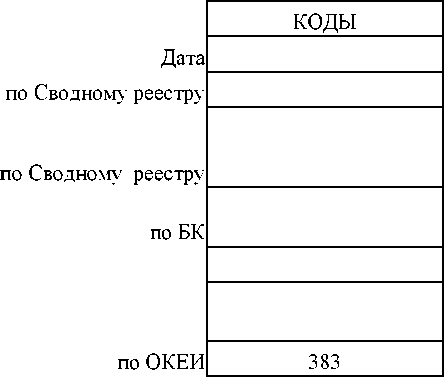 КОДЫ
Дата
по Сводному реестру
по Сводному реестру
по БК
по ОКЕИ 383